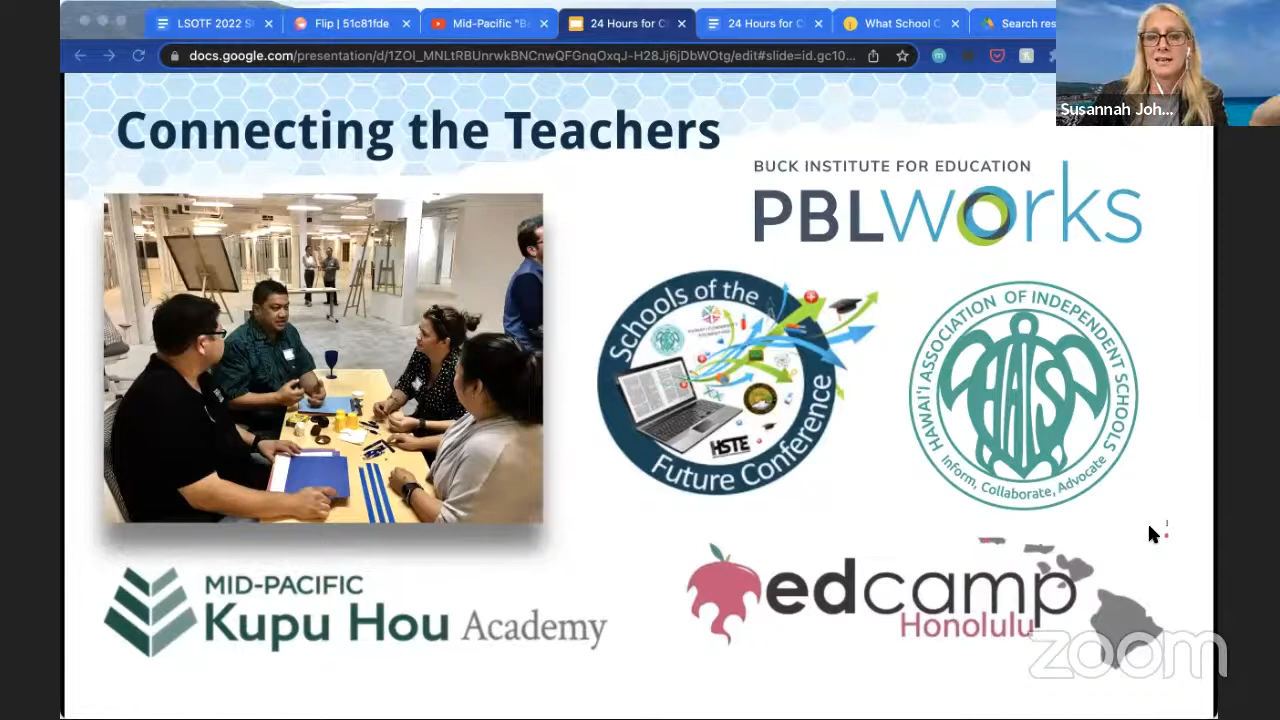 LSOTF 2022 S
Flip | 51c81fde
Mid-Pacific "B
24 Hours for C
24 Hours for C
What School C
Search res
docs.google.com/presentation/d/1ZOl_MNLtRBUnrwkBNCnwQFGnqOxqJ-H28Jj6jDbWOtg/edit#slide=id.gc10...
Susannah Joh...
Connecting the Teachers
BUCK INSTITUTE FOR EDUCATION
PBLWorks
Schools of the
HSTE
Future Conference
HAWAI'I ASSOCIATION OF INDEPENDENT SCHOOLS
HAIS
Inform, Collaborate, Advocate
MID-PACIFIC
Kupu Hou Academy
edcamp
Honolulu
zoom